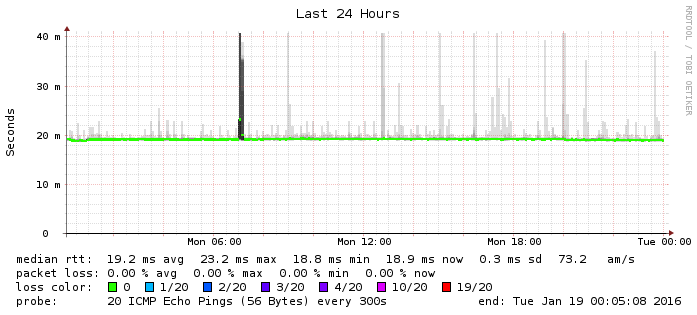 Last 24 Hours
RRDTOOL / TOBI OETIKER
Seconds
40 m
30 m
20 m
10 m
0
Mon 06:00 Mon 12:00 Mon 18:00 Tue 00:00
median rtt: 19.2 ms avg 23.2 ms max 18.8 ms min 18.9 ms now 0.3 ms sd 73.2 am/s
packet loss: 0.00 % avg 0.00 % max 0.00 % min 0.00 % now
loss color: 0 1/20 2/20 3/20 4/20 10/20 19/20
probe: 20 ICMP Echo Pings (56 Bytes) every 300s end: Tue Jan 19 00:05:08 2016